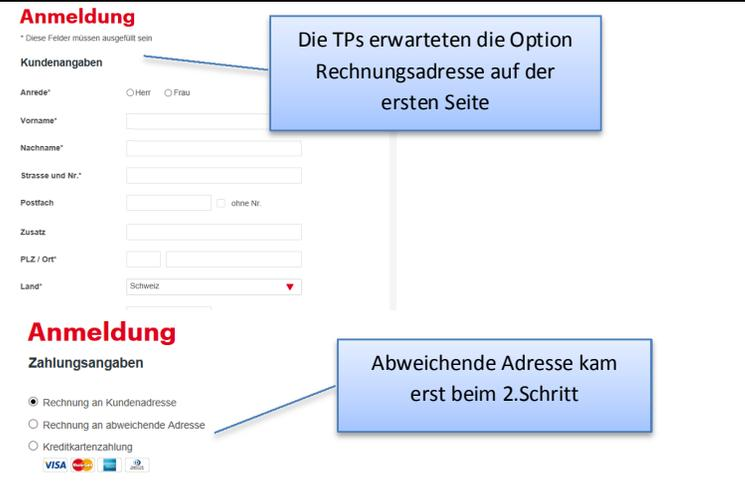 Anmeldung
* Diese Felder müssen ausgefüllt sein
Kundenangaben
Die TPs erwarteten die Option
Rechnungsadresse auf der
ersten Seite
Anrede*
Herr
Frau
Vorname*
Nachname*
Strasse und Nr.*
Postfach
ohne Nr.
Zusatz
PLZ / Ort*
Land*
Schweiz
Anmeldung
Zahlungsangaben
Abweichende Adresse kam
erst beim 2.Schritt
Rechnung an Kundenadresse
Rechnung an abweichende Adresse
Kreditkartenzahlung
VISA